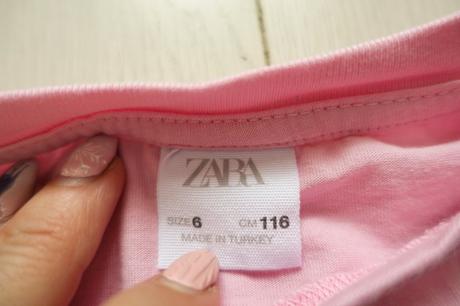 ZARA
SIZE 6 CM 116
MADE IN TURKEY